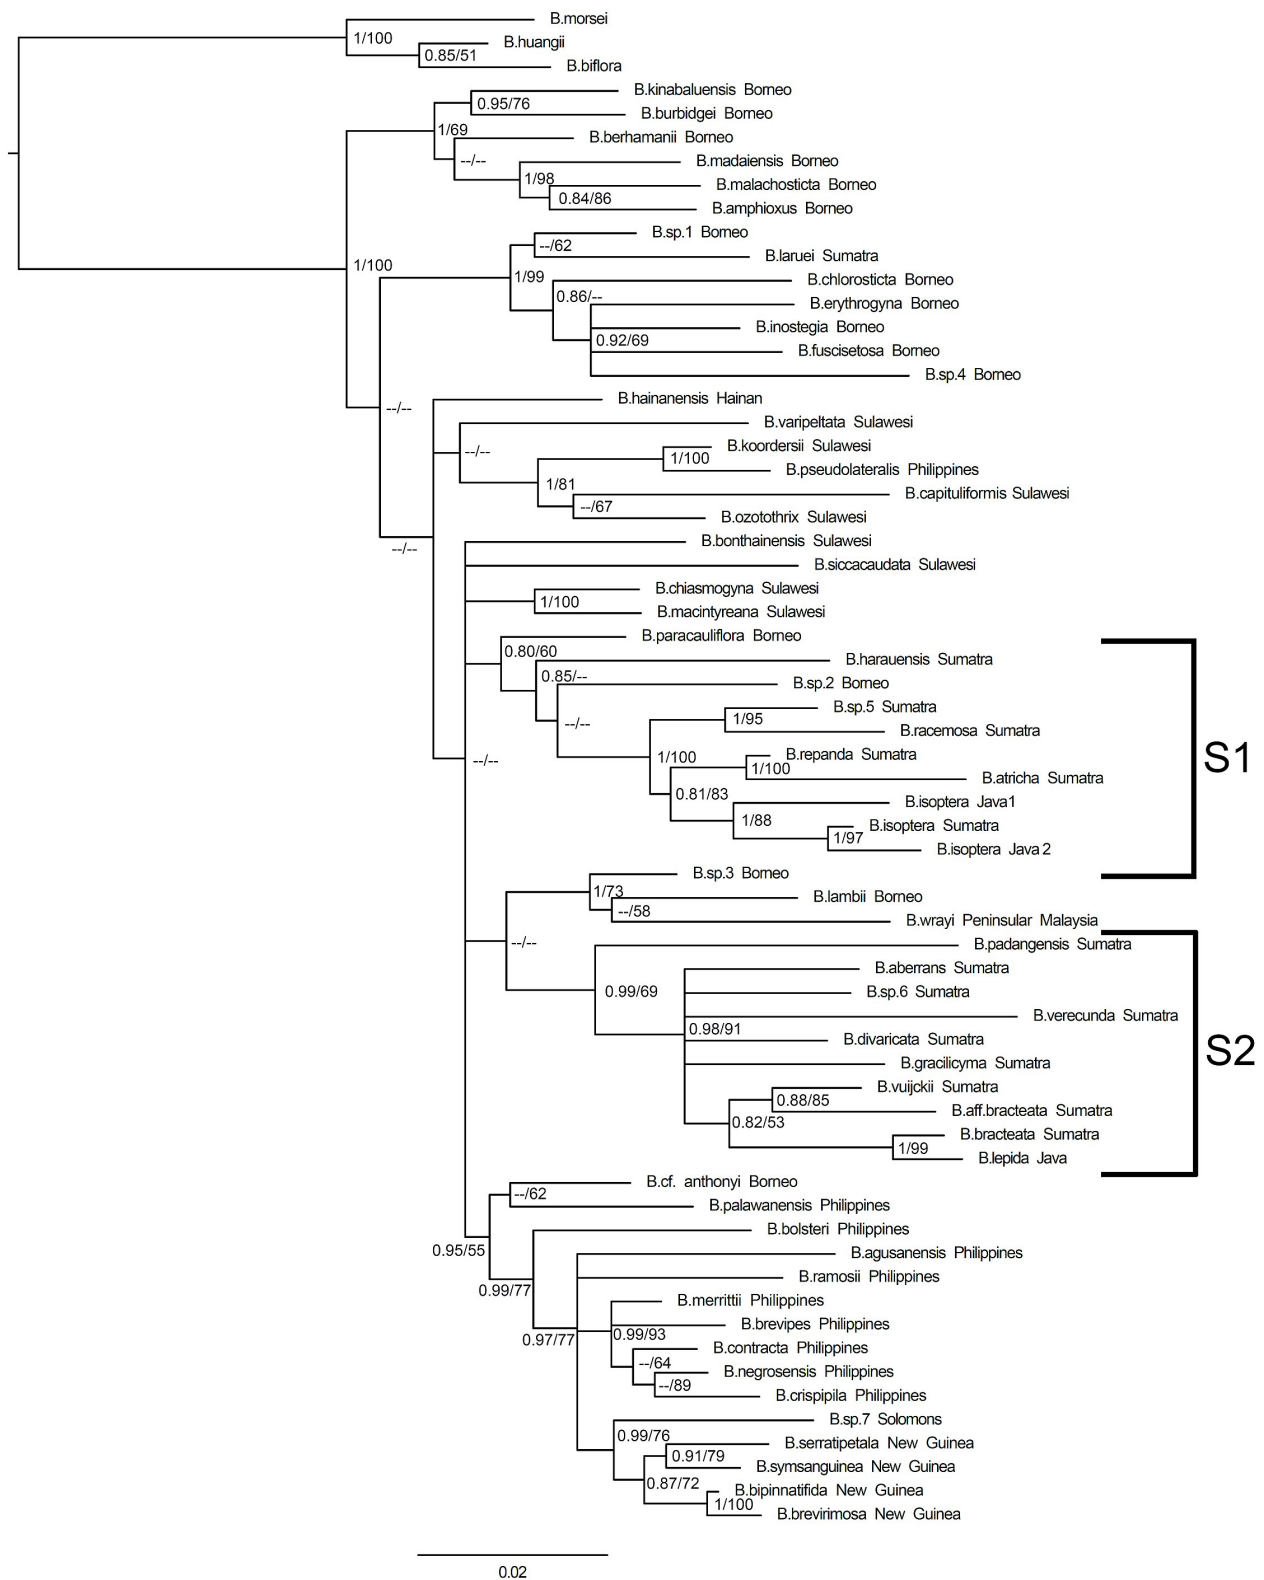 B.morsei
1/100
B.huangii
0.85/51
B.biflora
B.kinabaluensis Borneo
0.95/76
B.burbidgei Borneo
1/69
B.berhamanii Borneo
--/--
B.madaiensis Borneo
1/98
B.malachosticta Borneo
0.84/86
B.amphioxus Borneo
B.sp.1 Borneo
--/62
B.laruei Sumatra
1/100
1/99
B.chlorosticta Borneo
0.86/--
B.erythrogyna Borneo
B.inostegia Borneo
0.92/69
B.fuscisetosa Borneo
B.sp.4 Borneo
B.hainanensis Hainan
--/--
B.varipeltata Sulawesi
B.koordersii Sulawesi
--/--
1/100
B.pseudolateralis Philippines
1/81
B.capituliformis Sulawesi
--/67
B.ozotothrix Sulawesi
B.bonthainensis Sulawesi
--/--
B.siccacaudata Sulawesi
B.chiasmogyna Sulawesi
1/100
B.macintyreana Sulawesi
B.paracauliflora Borneo
0.80/60
B.harauensis Sumatra
0.85/--
B.sp.2 Borneo
B.sp.5 Sumatra
--/--
1/95
B.racemosa Sumatra
B.repanda Sumatra
1/100
S1
--/--
1/100
B.atricha Sumatra
0.81/83
B.isoptera Java1
1/88
B.isoptera Sumatra
1/97
B.isoptera Java2
B.sp.3 Borneo
1/73
B.lambii Borneo
--/58
B.wrayi Peninsular Malaysia
--/--
B.padangensis Sumatra
B.aberrans Sumatra
0.99/69
B.sp.6 Sumatra
B.verecunda Sumatra
0.98/91
B.divaricata Sumatra
S2
B.gracilicyma Sumatra
B.vuijckii Sumatra
0.88/85
B.aff.bracteata Sumatra
0.82/53
B.bracteata Sumatra
1/99
B.lepida Java
B.cf. anthonyi Borneo
--/62
B.palawanensis Philippines
B.bolsteri Philippines
0.95/55
B.agusanensis Philippines
B.ramosii Philippines
0.99/77
B.merrittii Philippines
B.brevipes Philippines
0.97/77
0.99/93
B.contracta Philippines
--/64
B.negrosensis Philippines
--/89
B.crispipila Philippines
B.sp.7 Solomons
0.99/76
B.serratipetala New Guinea
0.91/79
B.symsanguinea New Guinea
0.87/72
B.bipinnatifida New Guinea
1/100
B.brevirimosa New Guinea
0.02